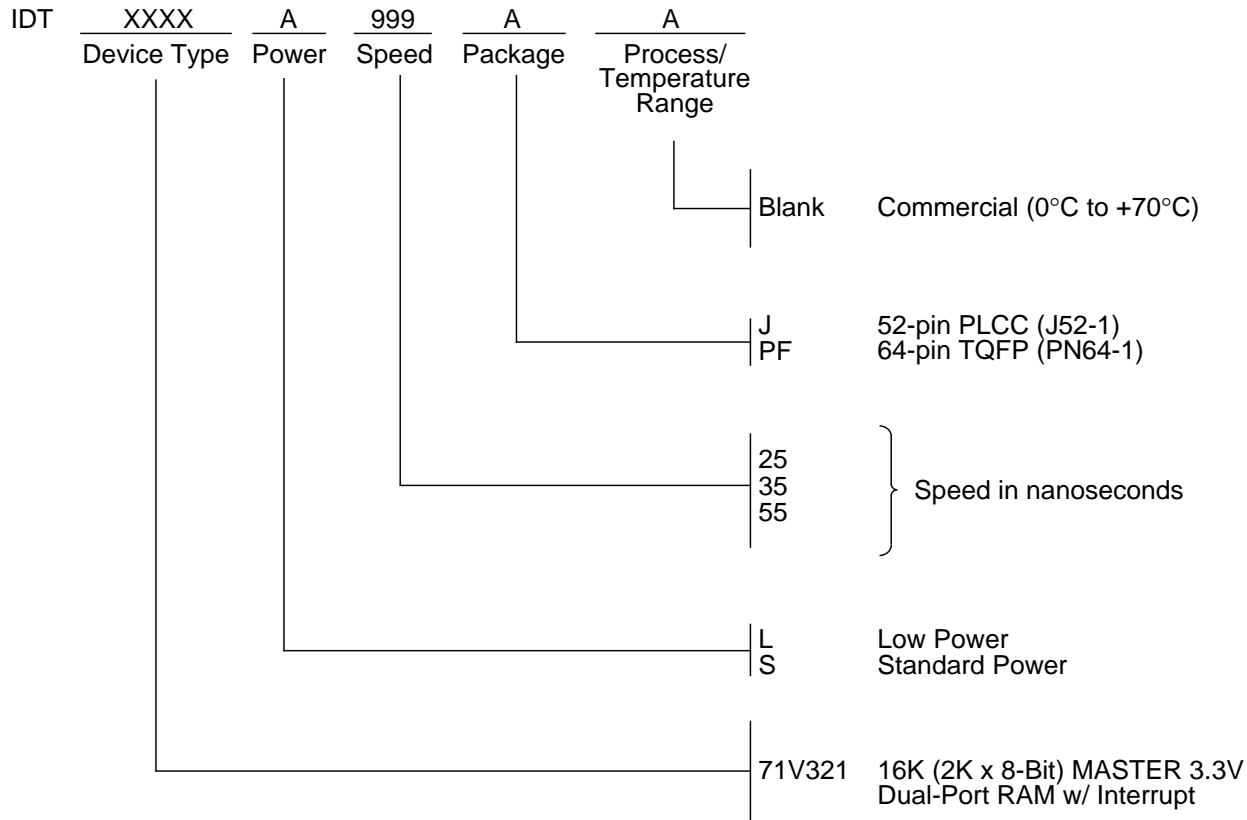 IDT XXXX A 999 A A
Device Type Power Speed Package Process/
Temperature
Range
Blank Commercial (0°C to +70°C)
J 52-pin PLCC (J52-1)
PF 64-pin TQFP (PN64-1)
25
35 Speed in nanoseconds
55
L Low Power
S Standard Power
71V321 16K (2K x 8-Bit) MASTER 3.3V
Dual-Port RAM w/ Interrupt